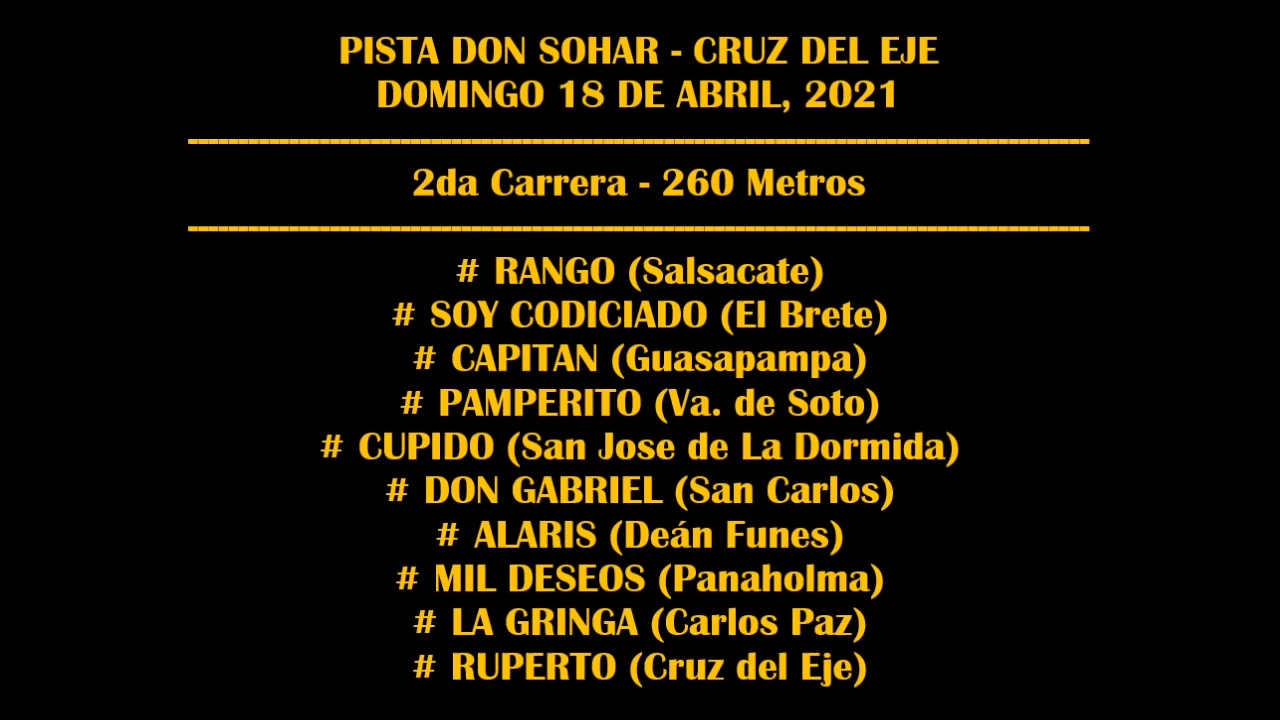 PISTA DON SOHAR - CRUZ DEL EJE
DOMINGO 18 DE ABRIL, 2021
2da Carrera - 260 Metros
# RANGO (Salsacate)
# SOY CODICIADO (El Brete)
# CAPITAN (Guasapampa)
# PAMPERITO (Va. de Soto)
# CUPIDO (San Jose de La Dormida)
# DON GABRIEL (San Carlos)
# ALARIS (Deán Funes)
# MIL DESEOS (Panaholma)
# LA GRINGA (Carlos Paz)
# RUPERTO (Cruz del Eje)